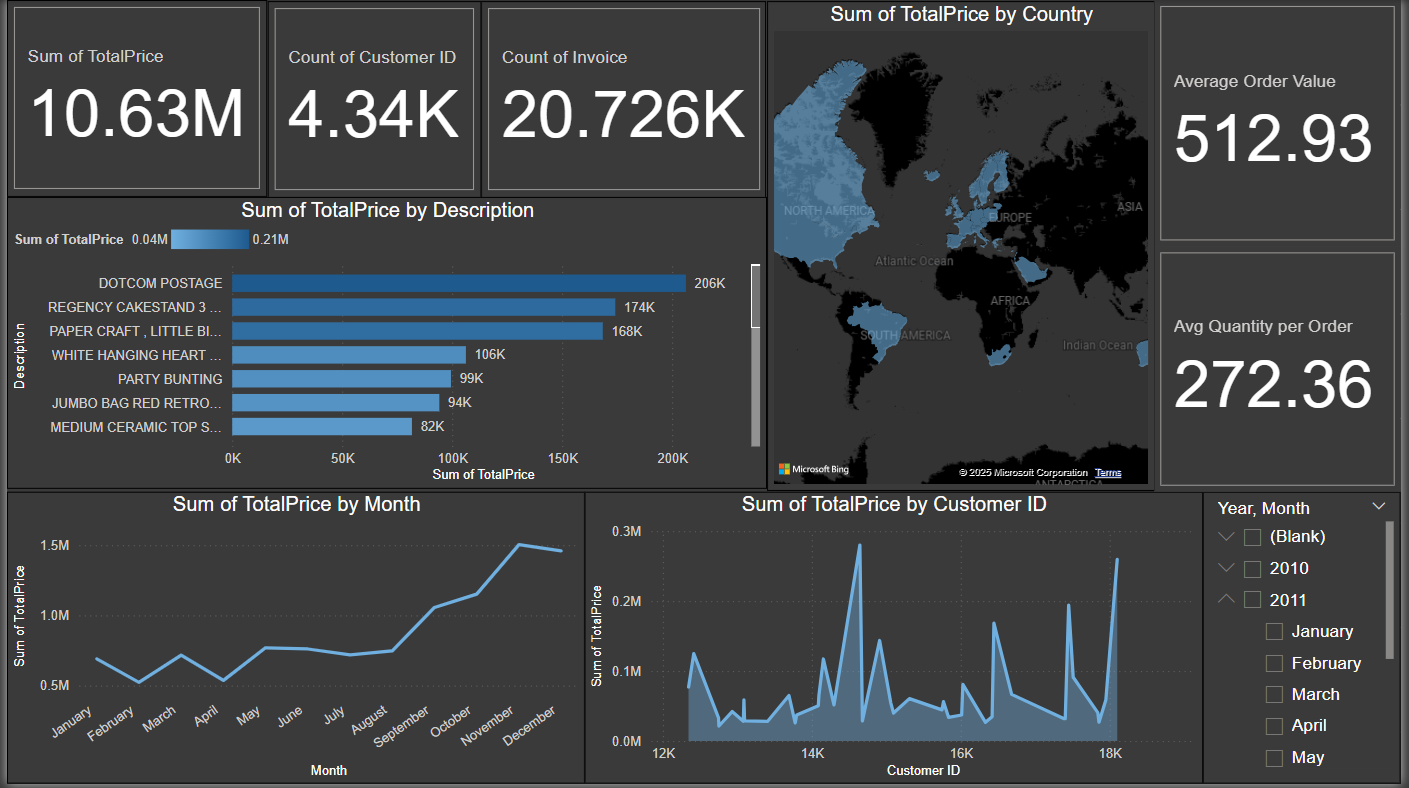 Sum of TotalPrice
10.63M
Count of Customer ID
4.34K
Count of Invoice
20.726K
Sum of TotalPrice by Country
NORTH AMERICA
EUROPE
ASIA
Atlantic Ocean
AFRICA
SOUTH AMERICA
Indian Ocean
ANTARCTICA
Microsoft Bing
© 2025 Microsoft Corporation Terms
Average Order Value
512.93
Avg Quantity per Order
272.36
Sum of TotalPrice by Description
Sum of TotalPrice 0.04M 0.21M
Description
DOTCOM POSTAGE 206K
REGENCY CAKESTAND 3 ... 174K
PAPER CRAFT , LITTLE BI... 168K
WHITE HANGING HEART ... 106K
PARTY BUNTING 99K
JUMBO BAG RED RETRO... 94K
MEDIUM CERAMIC TOP S... 82K
0K 50K 100K 150K 200K
Sum of TotalPrice
Sum of TotalPrice by Month
Sum of TotalPrice
1.5M
1.0M
0.5M
January February March April May June July August September October November December
Month
Sum of TotalPrice by Customer ID
Sum of TotalPrice
0.3M
0.2M
0.1M
0.0M
12K 14K 16K 18K
Customer ID
Year, Month
(Blank)
2010
2011
January
February
March
April
May